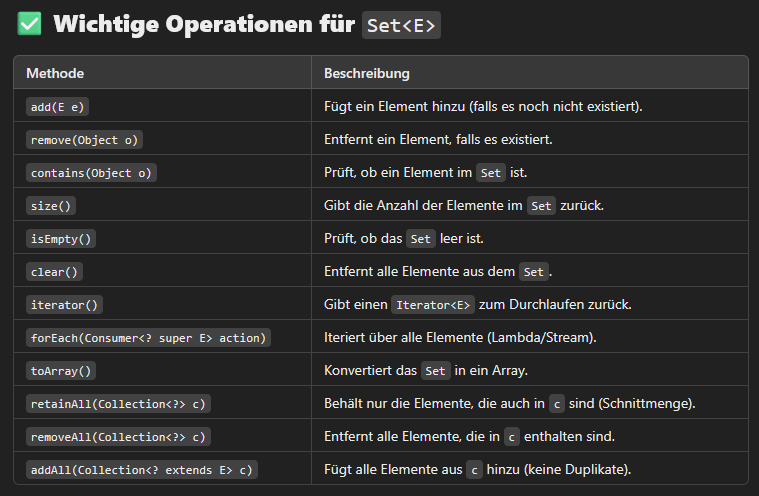 ✅ Wichtige Operationen für Set<E>
Methode Beschreibung
add(E e) Fügt ein Element hinzu (falls es noch nicht existiert).
remove(Object o) Entfernt ein Element, falls es existiert.
contains(Object o) Prüft, ob ein Element im Set ist.
size() Gibt die Anzahl der Elemente im Set zurück.
isEmpty() Prüft, ob das Set leer ist.
clear() Entfernt alle Elemente aus dem Set.
iterator() Gibt einen Iterator<E> zum Durchlaufen zurück.
forEach(Consumer<? super E> action) Iteriert über alle Elemente (Lambda/Stream).
toArray() Konvertiert das Set in ein Array.
retainAll(Collection<?> c) Behält nur die Elemente, die auch in c sind (Schnittmenge).
removeAll(Collection<?> c) Entfernt alle Elemente, die in c enthalten sind.
addAll(Collection<? extends E> c) Fügt alle Elemente aus c hinzu (keine Duplikate).